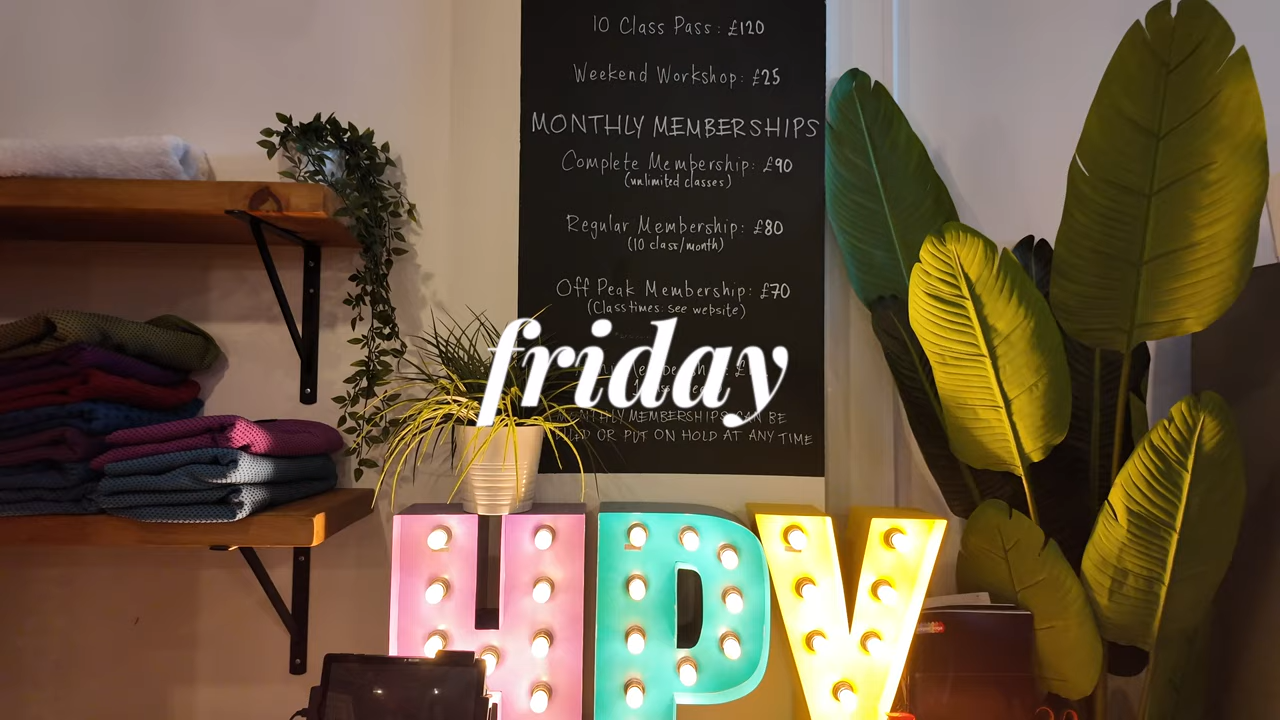 10 Class Pass: £120
Weekend Workshop: £25
MONTHLY MEMBERSHIPS
Complete Membership: £90
(unlimited classes)
Regular Membership: £80
(10 class/month)
Off Peak Membership: £70
(Class times: see website)
friday
MONTHLY MEMBERSHIPS CAN BE
OR PUT ON HOLD AT ANY TIME
HPY